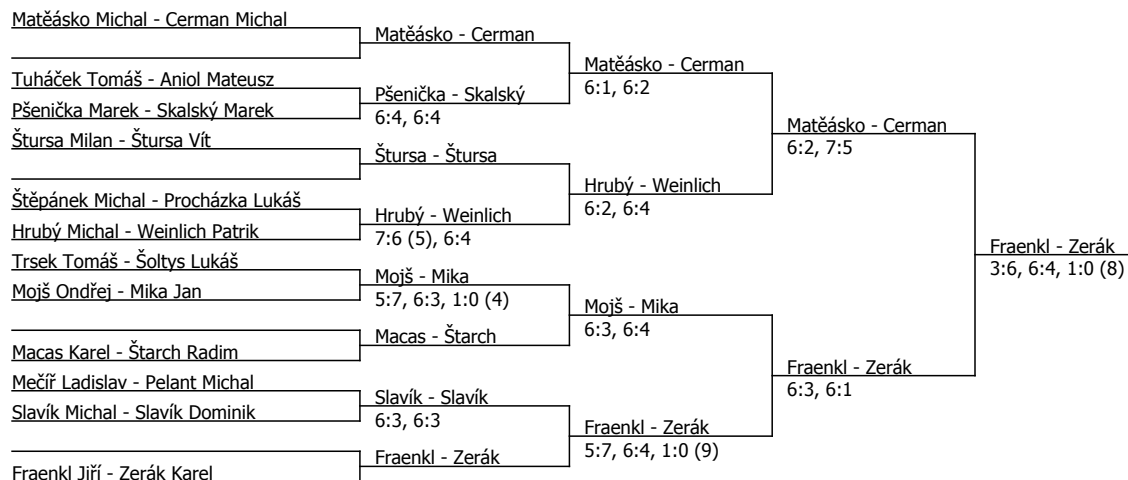 Matěásko Michal - Cerman Michal
Tuháček Tomáš - Aniol Mateusz
Pšenička Marek - Skalský Marek
Štursa Milan - Štursa Vít
Štěpánek Michal - Procházka Lukáš
Hrubý Michal - Weinlich Patrik
Trsek Tomáš - Šoltys Lukáš
Mojš Ondřej - Mika Jan
Macas Karel - Štarch Radim
Mečíř Ladislav - Pelant Michal
Slavík Michal - Slavík Dominik
Fraenkl Jiří - Zerák Karel
Matěásko - Cerman
Pšenička - Skalský
6:4, 6:4
Štursa - Štursa
Hrubý - Weinlich
7:6 (5), 6:4
Mojš - Mika
5:7, 6:3, 1:0 (4)
Macas - Štarch
Slavík - Slavík
6:3, 6:3
Fraenkl - Zerák
Matěásko - Cerman
6:1, 6:2
Hrubý - Weinlich
6:2, 6:4
Mojš - Mika
6:3, 6:4
Fraenkl - Zerák
5:7, 6:4, 1:0 (9)
Matěásko - Cerman
6:2, 7:5
Fraenkl - Zerák
6:3, 6:1
Fraenkl - Zerák
3:6, 6:4, 1:0 (8)